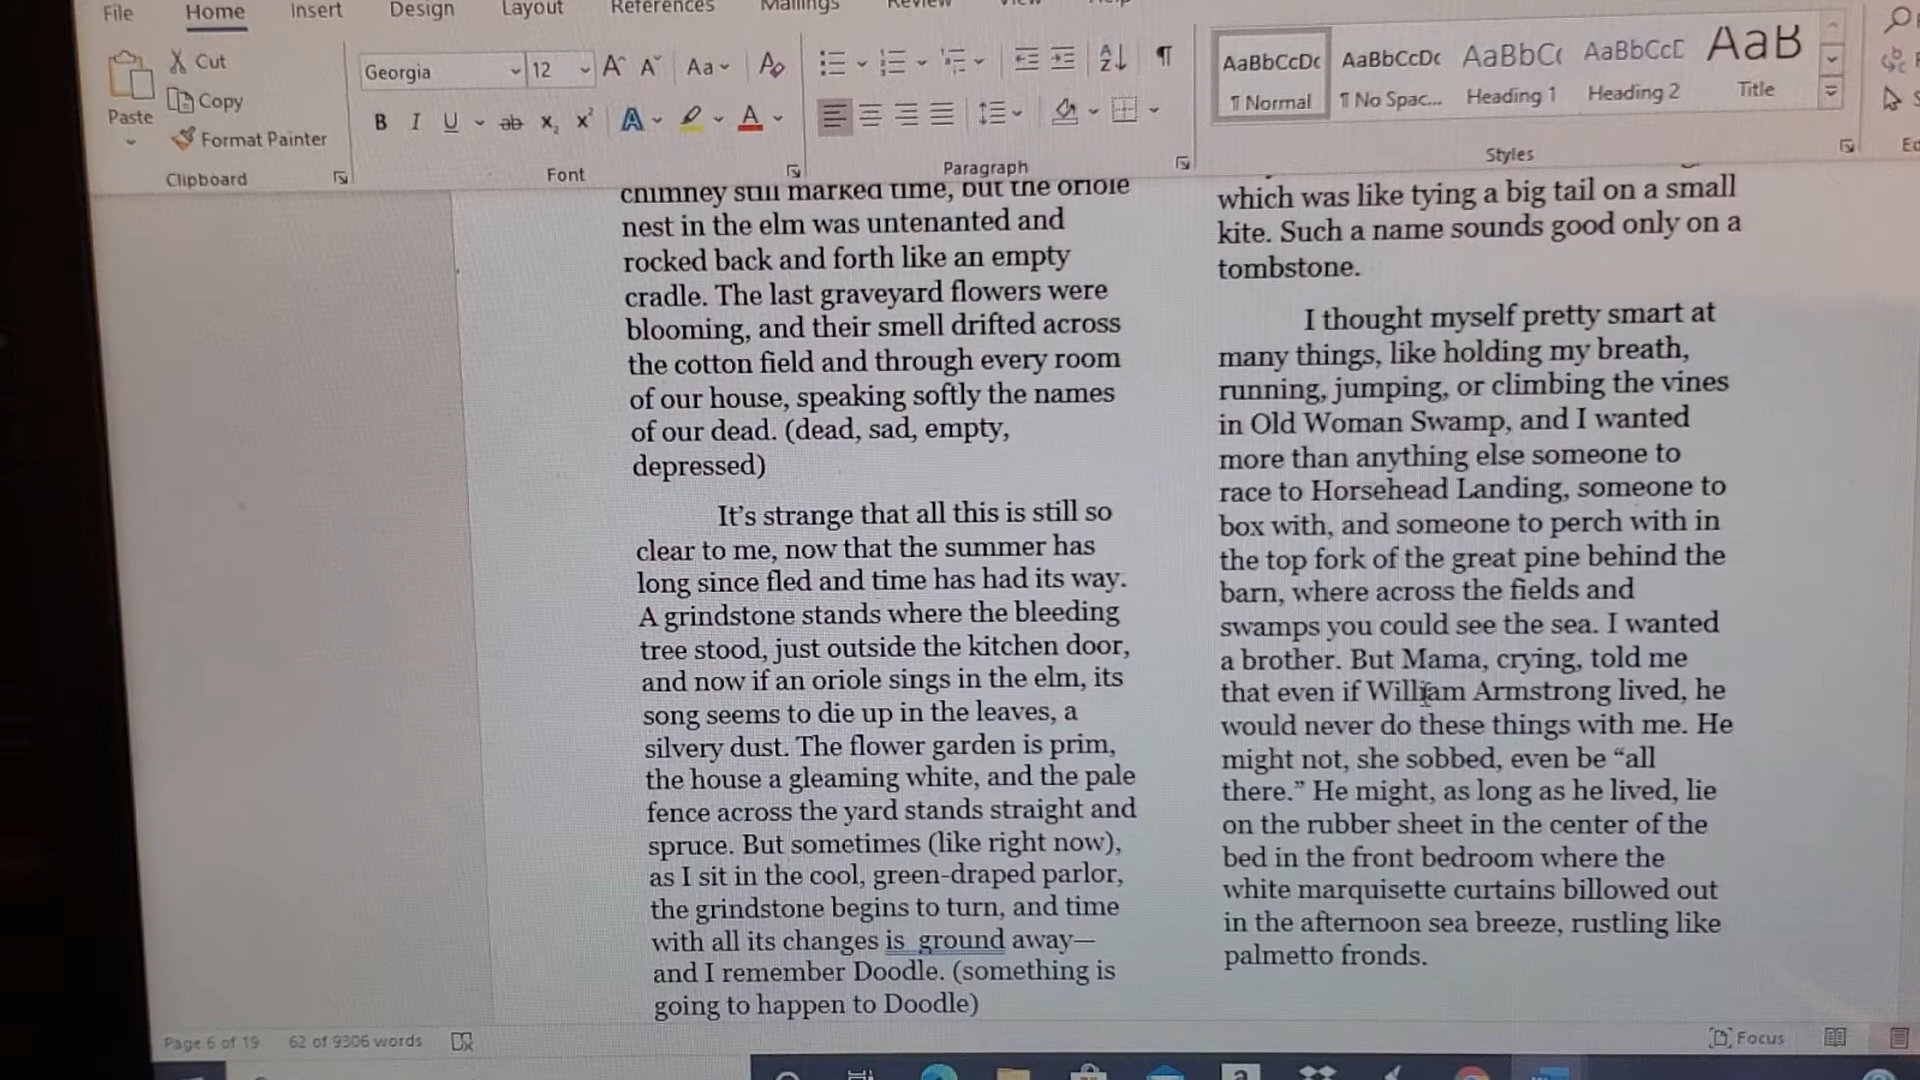 File Home Insert Design Layout References Mailings Review View Help
Cut
Copy
Format Painter
Paste
Clipboard
Georgia 12 Aa
B I U ab x2 x2 A A
Font
Paragraph
AaBbCcDc AaBbCcDc AaBbC AaBbCcD AaB
¶ Normal ¶ No Spac... Heading 1 Heading 2 Title
Styles
chimney still marked time, but the oriole
nest in the elm was untenanted and
rocked back and forth like an empty
cradle. The last graveyard flowers were
blooming, and their smell drifted across
the cotton field and through every room
of our house, speaking softly the names
of our dead. (dead, sad, empty,
depressed)
It's strange that all this is still so
clear to me, now that the summer has
long since fled and time has had its way.
A grindstone stands where the bleeding
tree stood, just outside the kitchen door,
and now if an oriole sings in the elm, its
song seems to die up in the leaves, a
silvery dust. The flower garden is prim,
the house a gleaming white, and the pale
fence across the yard stands straight and
spruce. But sometimes (like right now),
as I sit in the cool, green-draped parlor,
the grindstone begins to turn, and time
with all its changes is ground away—
and I remember Doodle. (something is
going to happen to Doodle)
which was like tying a big tail on a small
kite. Such a name sounds good only on a
tombstone.
I thought myself pretty smart at
many things, like holding my breath,
running, jumping, or climbing the vines
in Old Woman Swamp, and I wanted
more than anything else someone to
race to Horsehead Landing, someone to
box with, and someone to perch with in
the top fork of the great pine behind the
barn, where across the fields and
swamps you could see the sea. I wanted
a brother. But Mama, crying, told me
that even if William Armstrong lived, he
would never do these things with me. He
might not, she sobbed, even be “all
there.” He might, as long as he lived, lie
on the rubber sheet in the center of the
bed in the front bedroom where the
white marquisette curtains billowed out
in the afternoon sea breeze, rustling like
palmetto fronds.
Page 6 of 19 62 of 9306 words
Focus